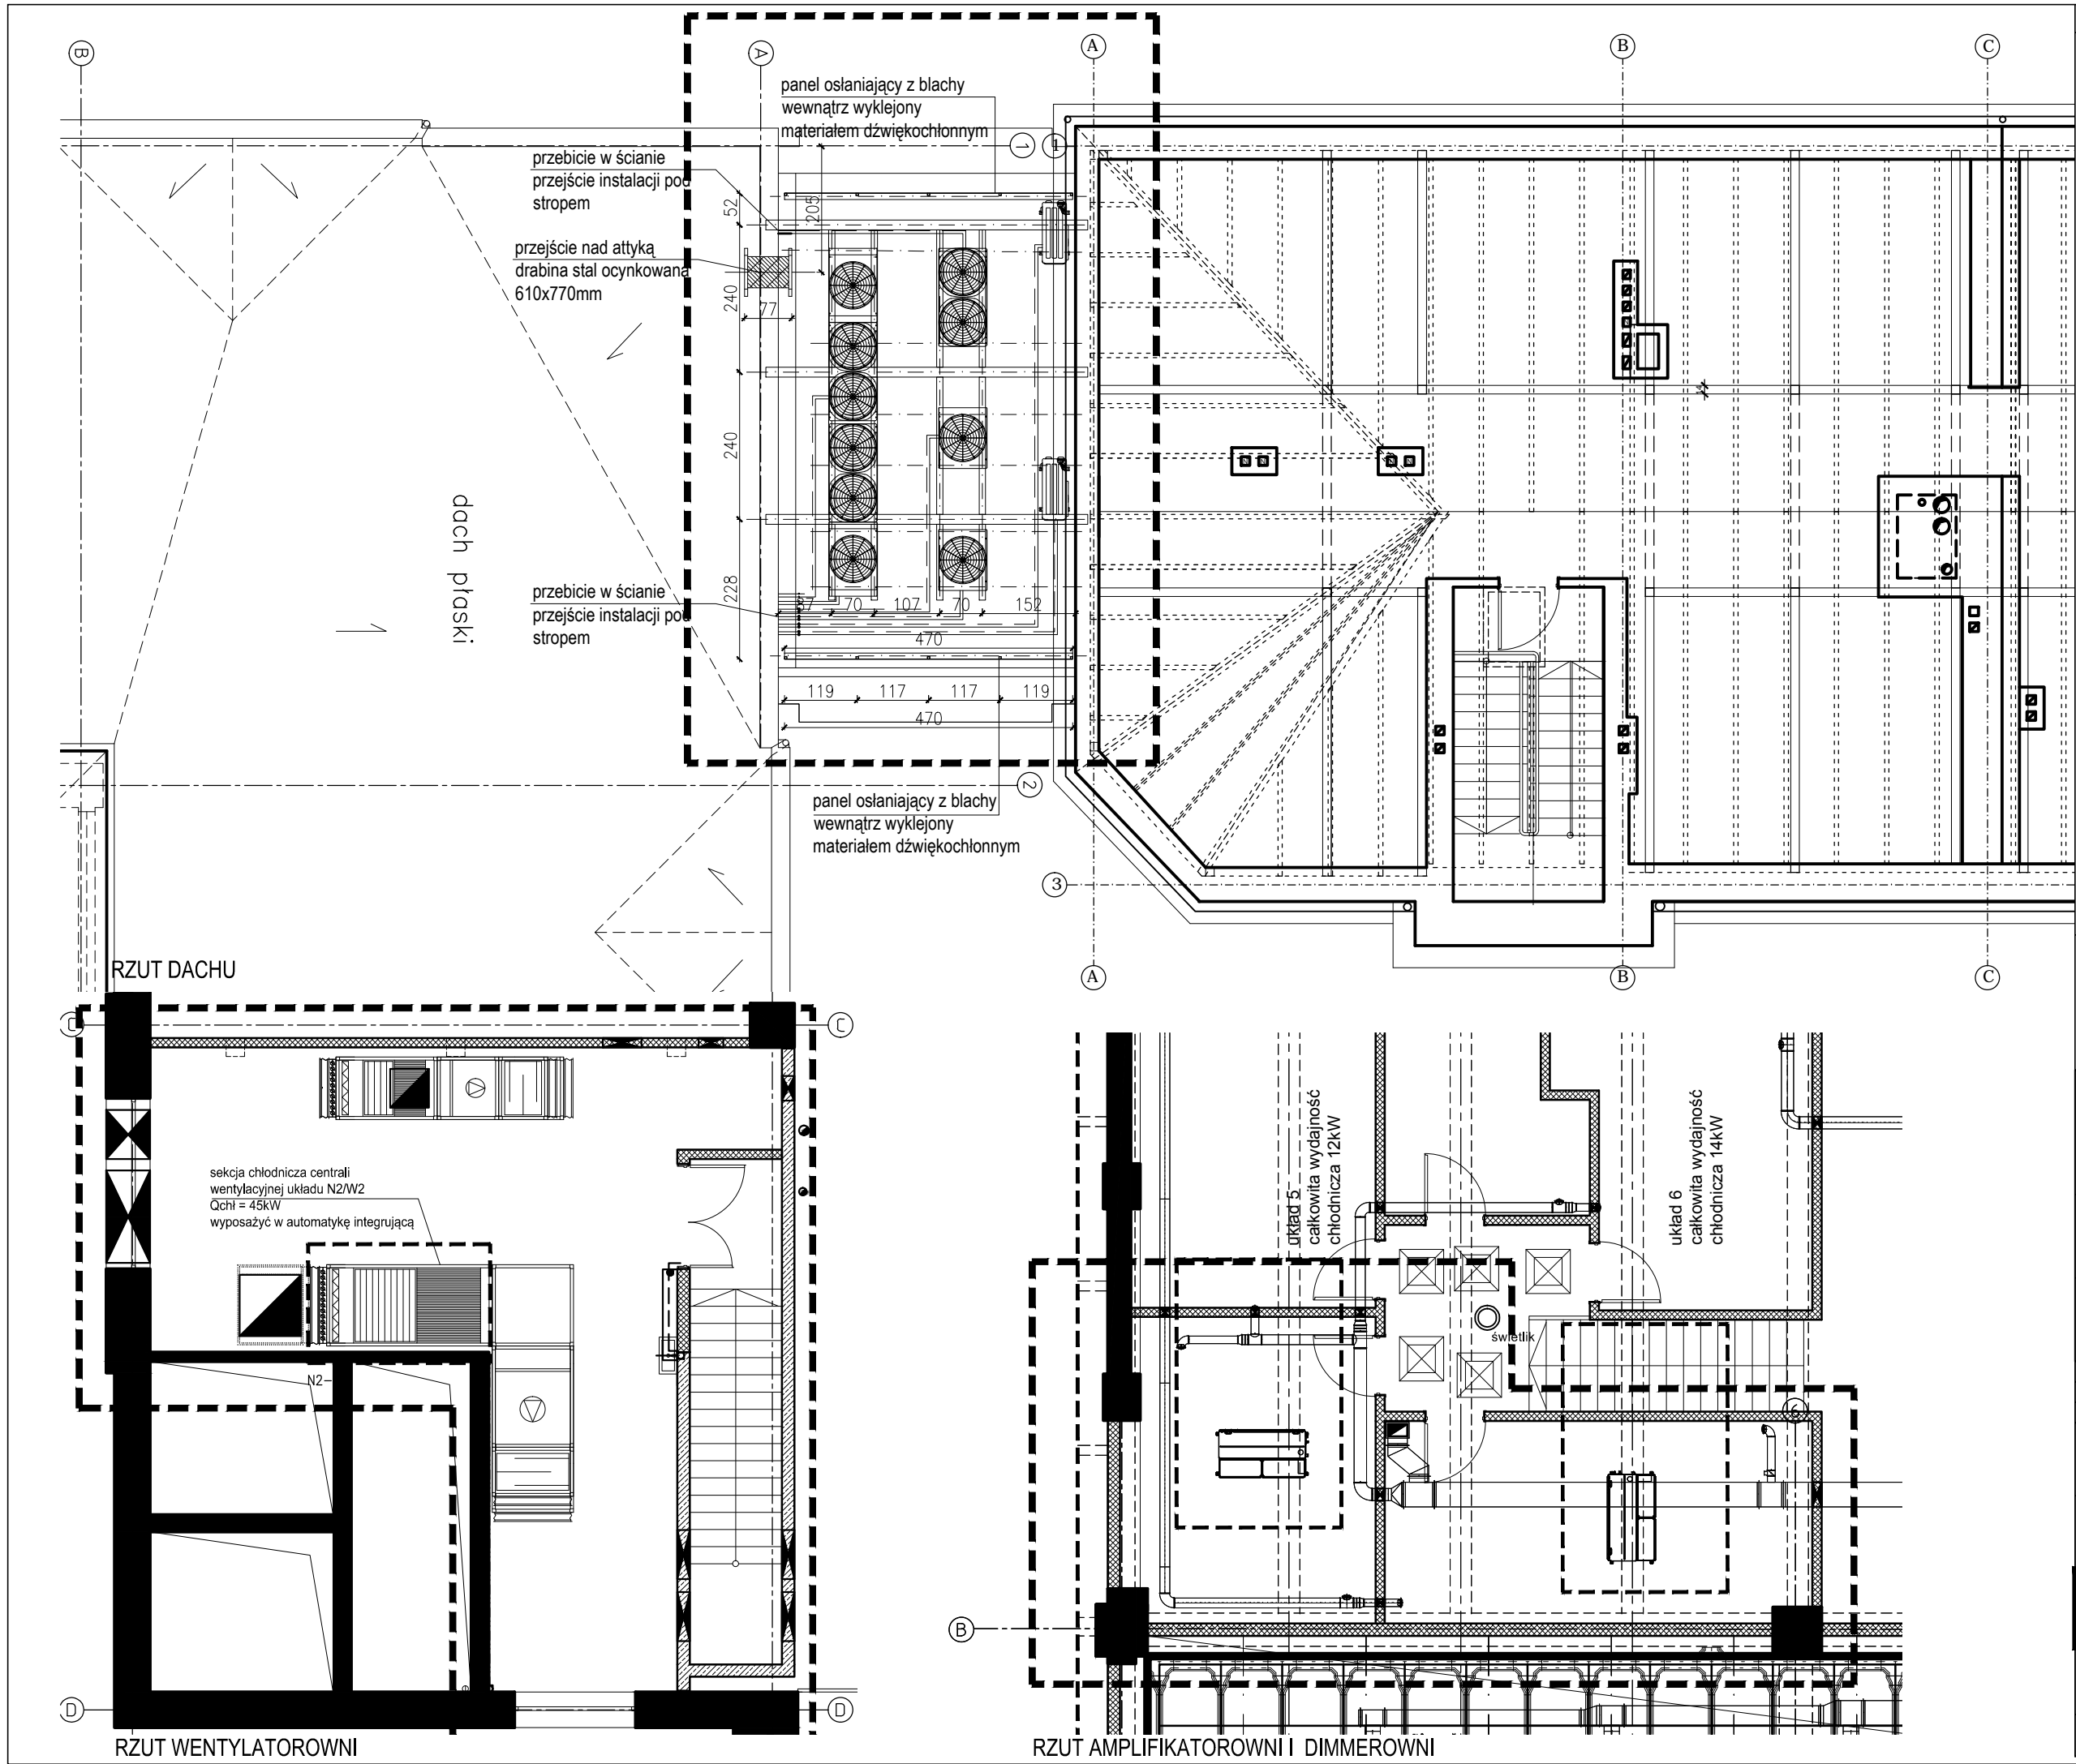 B
A
A
B
C
panel osłaniający z blachy
wewnątrz wyklejony
materiałem dźwiękochłonnym
1
1
przebicie w ścianie
przejście instalacji pod
stropem
52
205
przejście nad attyką
drabina stal ocynkowana
610x770mm
240
77
240
dach płaski
228
przebicie w ścianie
przejście instalacji pod
stropem
70
107
70
152
470
119
117
117
119
470
2
panel osłaniający z blachy
wewnątrz wyklejony
materiałem dźwiękochłonnym
3
A
B
C
RZUT DACHU
C
C
sekcja chłodnicza centrali
wentylacyjnej układu N2/W2
Qchł = 45kW
wyposażyć w automatykę integrującą
N2
D
D
RZUT WENTYLATOROWNI
układ 5
całkowita wydajność
chłodnicza 12kW
układ 6
całkowita wydajność
chłodnicza 14kW
świetlik
6
B
RZUT AMPLIFIKATOROWNI I DIMMEROWNI